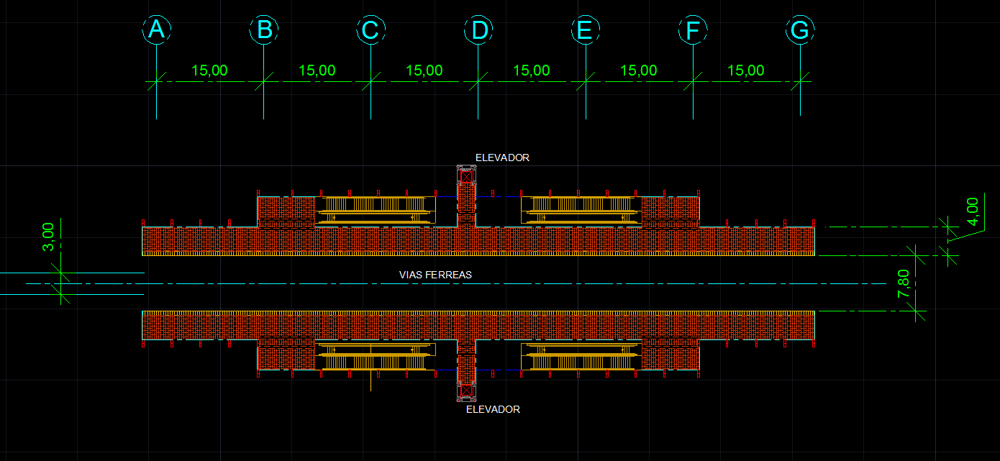 A B C D E F G
15,00 15,00 15,00 15,00 15,00 15,00
ELEVADOR
4,00
3,00
VIAS FERREAS
7,80
ELEVADOR